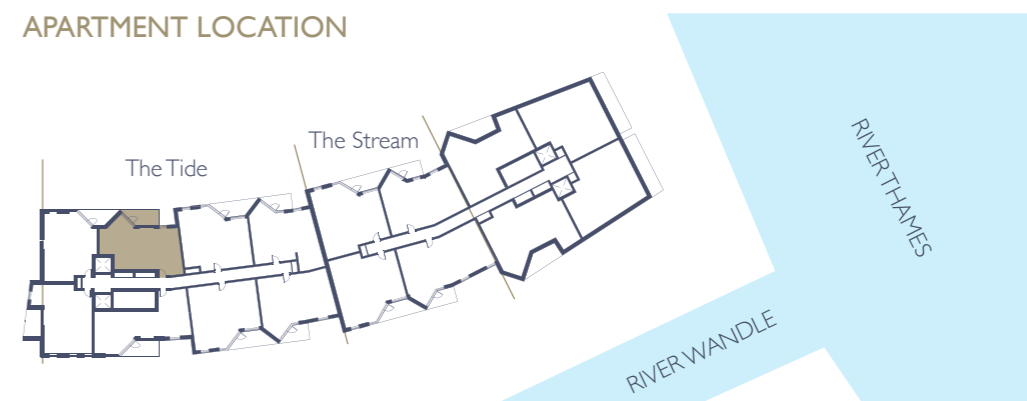 APARTMENT LOCATION
The Tide
The Stream
RIVER THAMES
RIVER WANDLE